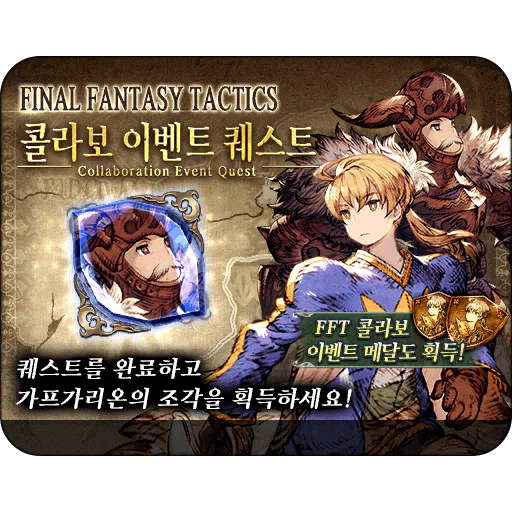 FINAL FANTASY TACTICS
콜라보 이벤트 퀘스트
Collaboration Event Quest
FFT 콜라보
이벤트 메달도 획득!
퀘스트를 완료하고
가프가리온의 조각을 획득하세요!